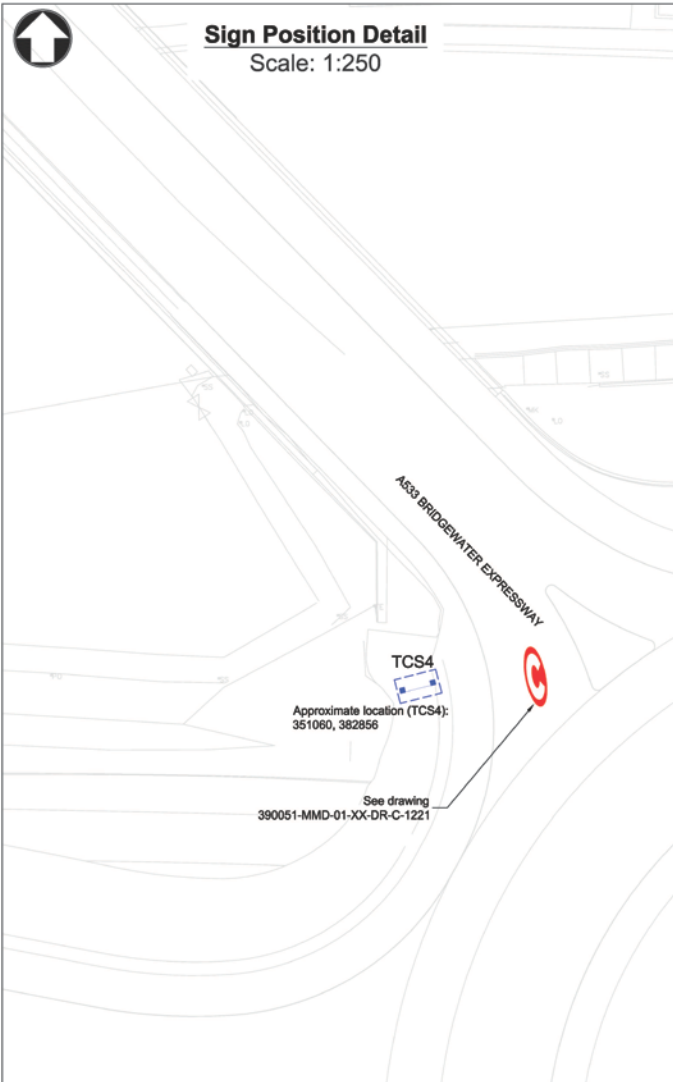 Sign Position Detail
Scale: 1:250
A533 BRIDGEWATER EXPRESSWAY
TCS4
C
Approximate location (TCS4):
351060, 382856
See drawing
390051-MMD-01-XX-DR-C-1221